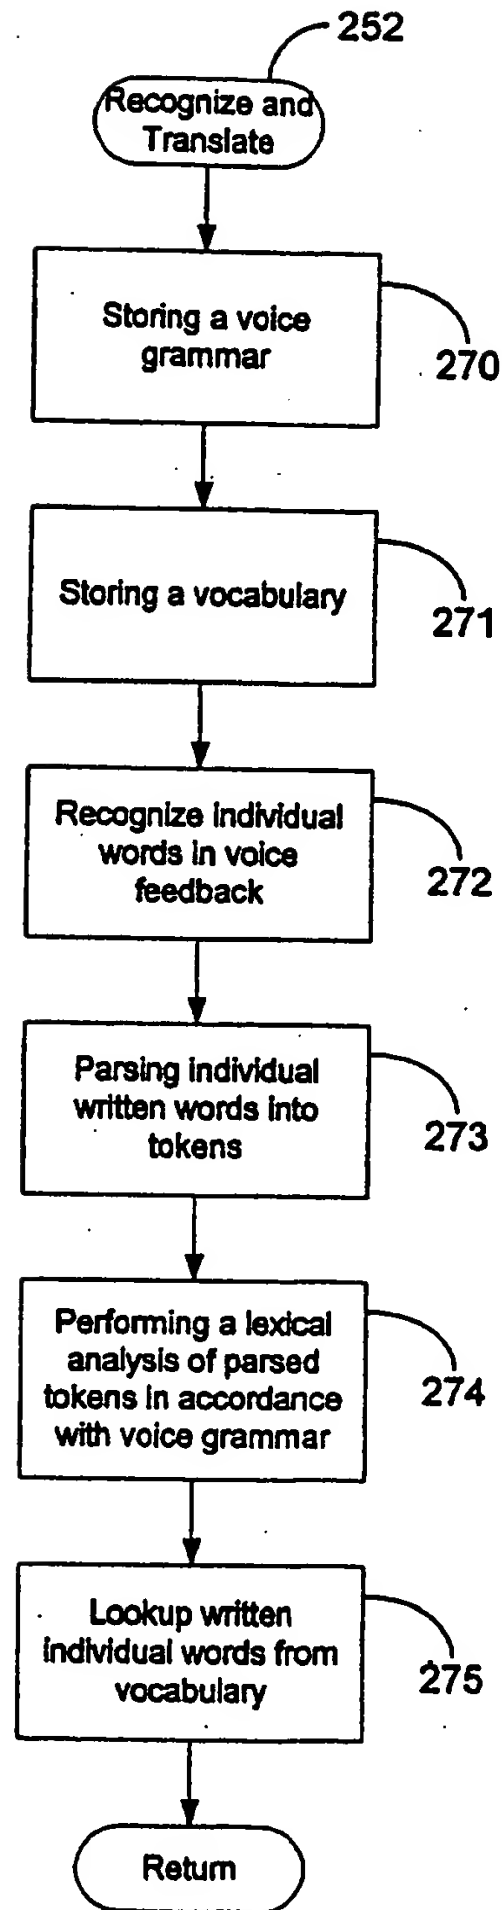 252
Recognize and
Translate
Storing a voice
grammar
270
Storing a vocabulary
271
Recognize individual
words in voice
feedback
272
Parsing individual
written words into
tokens
273
Performing a lexical
analysis of parsed
tokens in accordance
with voice grammar
274
Lookup written
individual words from
vocabulary
275
Return